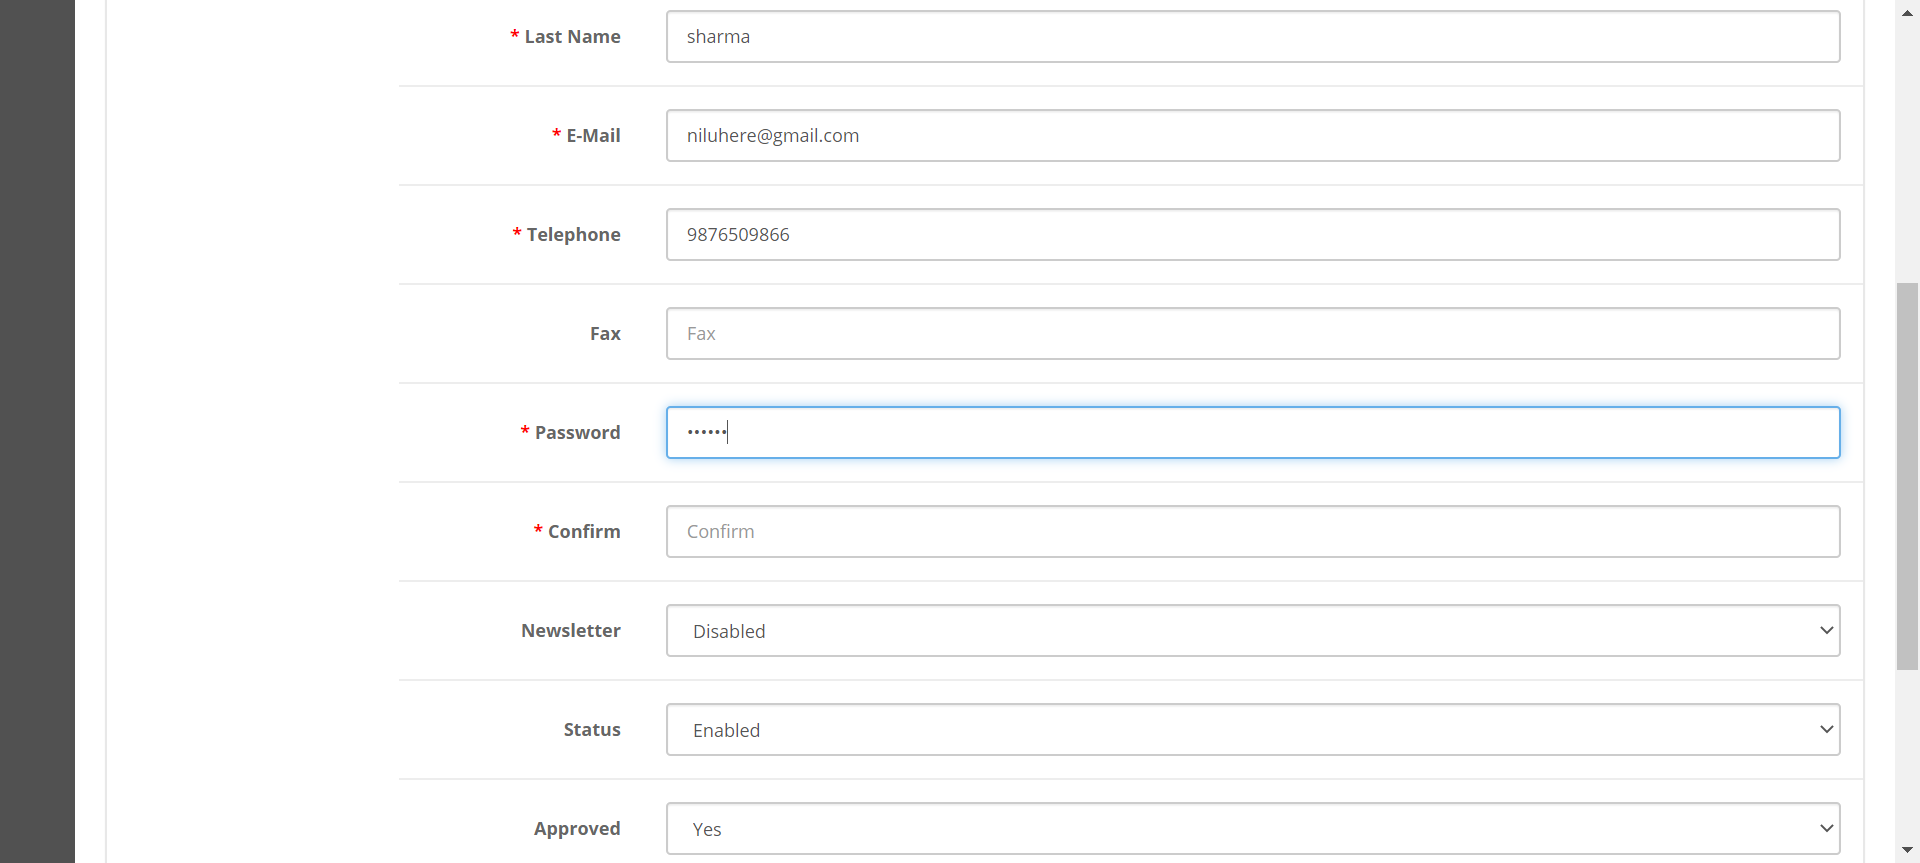 * Last Name sharma
* E-Mail niluhere@gmail.com
* Telephone 9876509866
Fax Fax
* Password ••••••
* Confirm Confirm
Newsletter Disabled
Status Enabled
Approved Yes